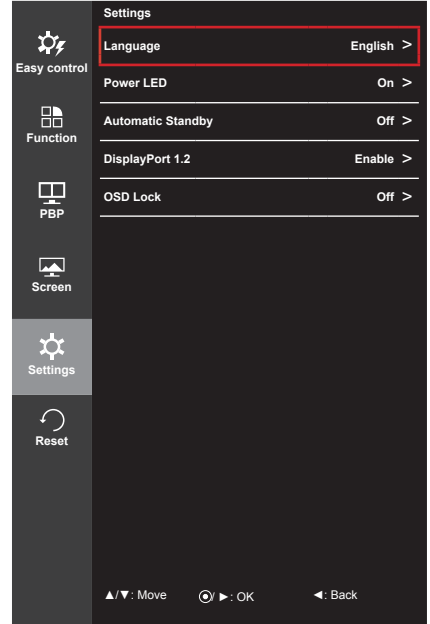 Settings
Easy control
Function
PBP
Screen
Settings
Reset
Language English >
Power LED On >
Automatic Standby Off >
DisplayPort 1.2 Enable >
OSD Lock Off >
▲/▼: Move ◉/ ►: OK ◄: Back